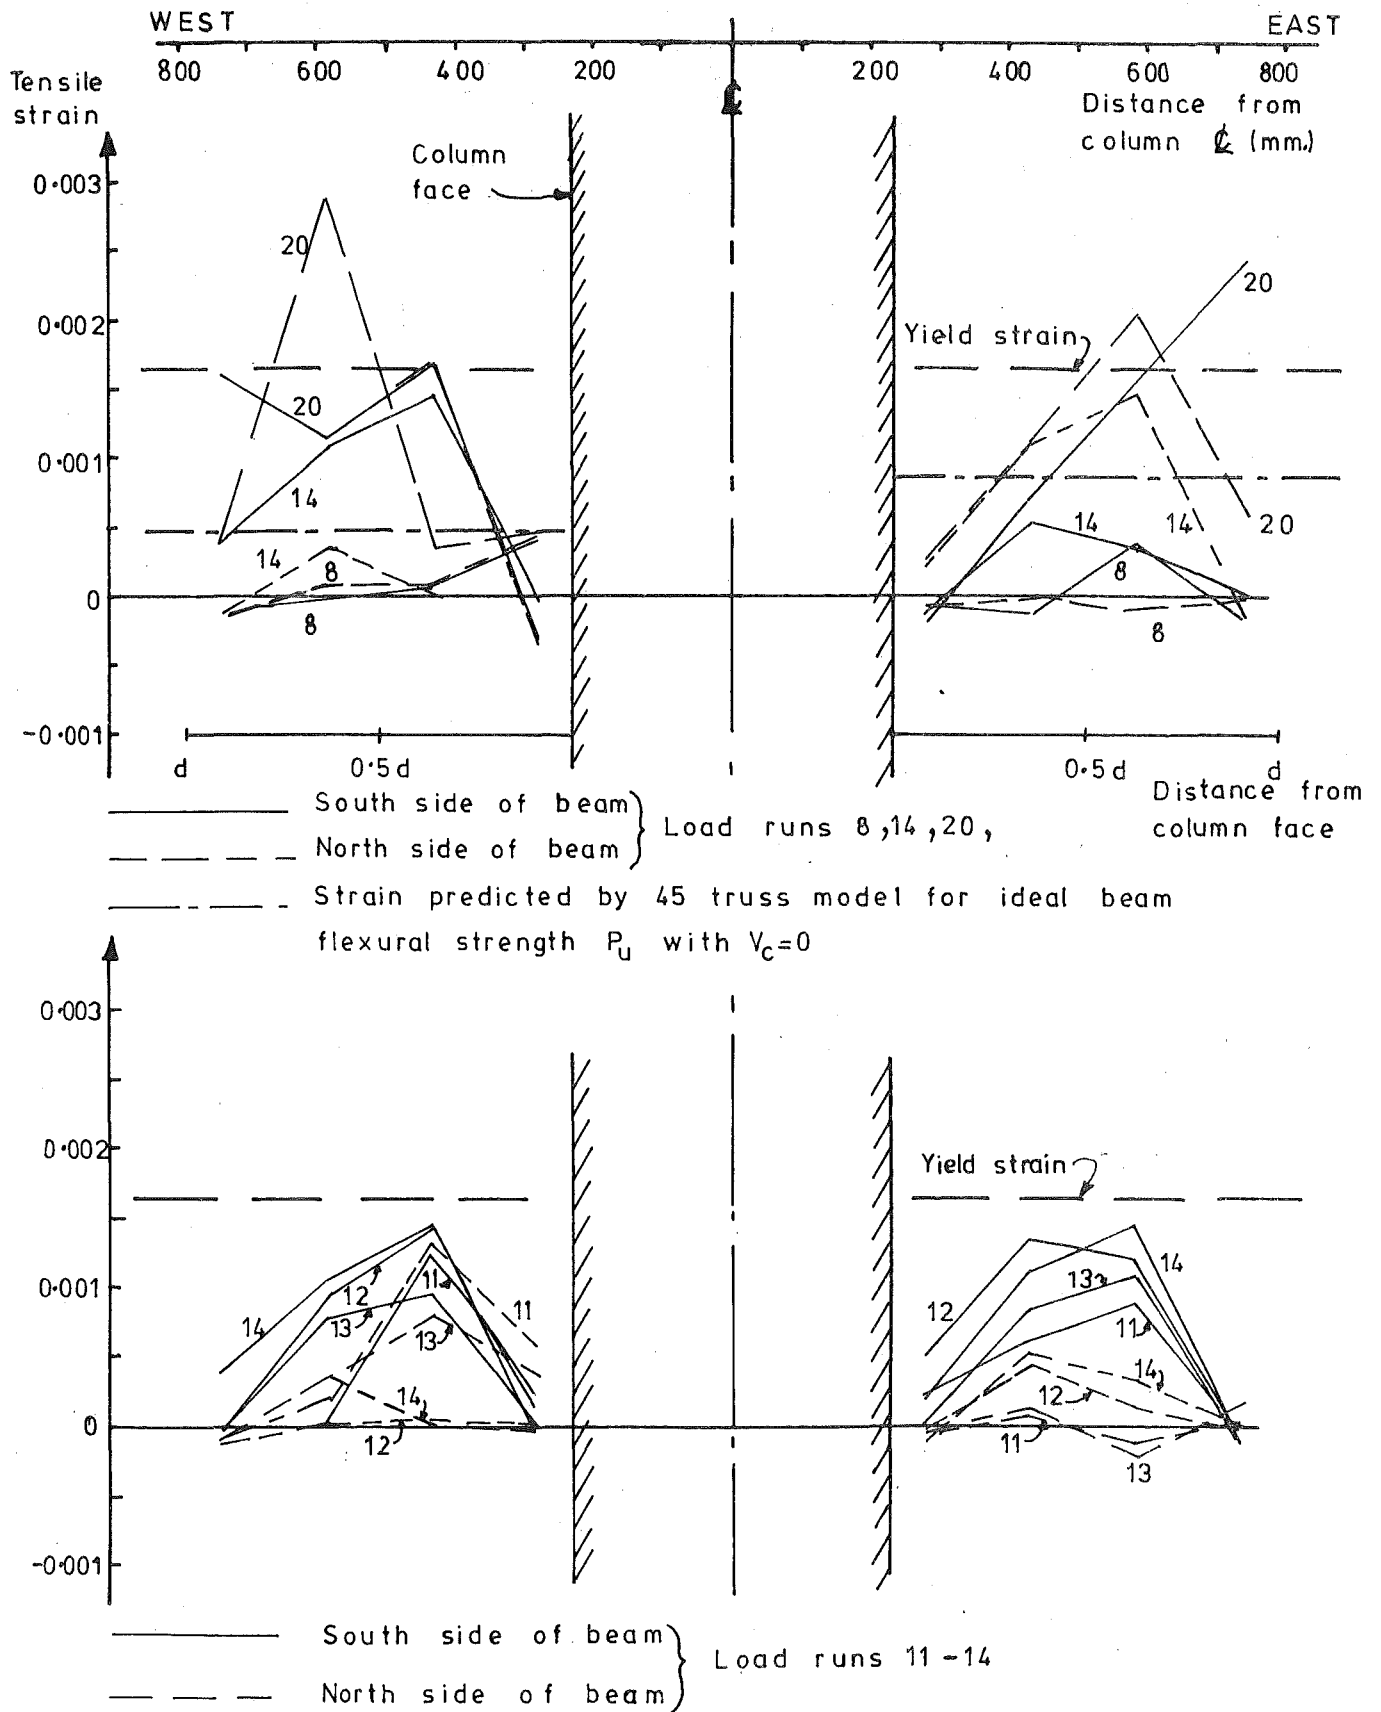 WEST
EAST
800 600 400 200 200 400 600 800
Tensile
strain
℄
Distance from
column ℄ (mm.)
Column
face
0·003
20
20
0·002
Yield strain
20
0·001
14
14
14
20
14
8
8
0
8
8
-0·001
d 0·5d 0·5d d
Distance from
column face
South side of beam
North side of beam
Load runs 8,14,20,
Strain predicted by 45 truss model for ideal beam
flexural strength Pu with Vc=0
0·003
0·002
Yield strain
0·001
14
12
13
11
11
13
14
12
0
12
14
13
11
14
12
11
13
-0·001
South side of beam
North side of beam
Load runs 11-14